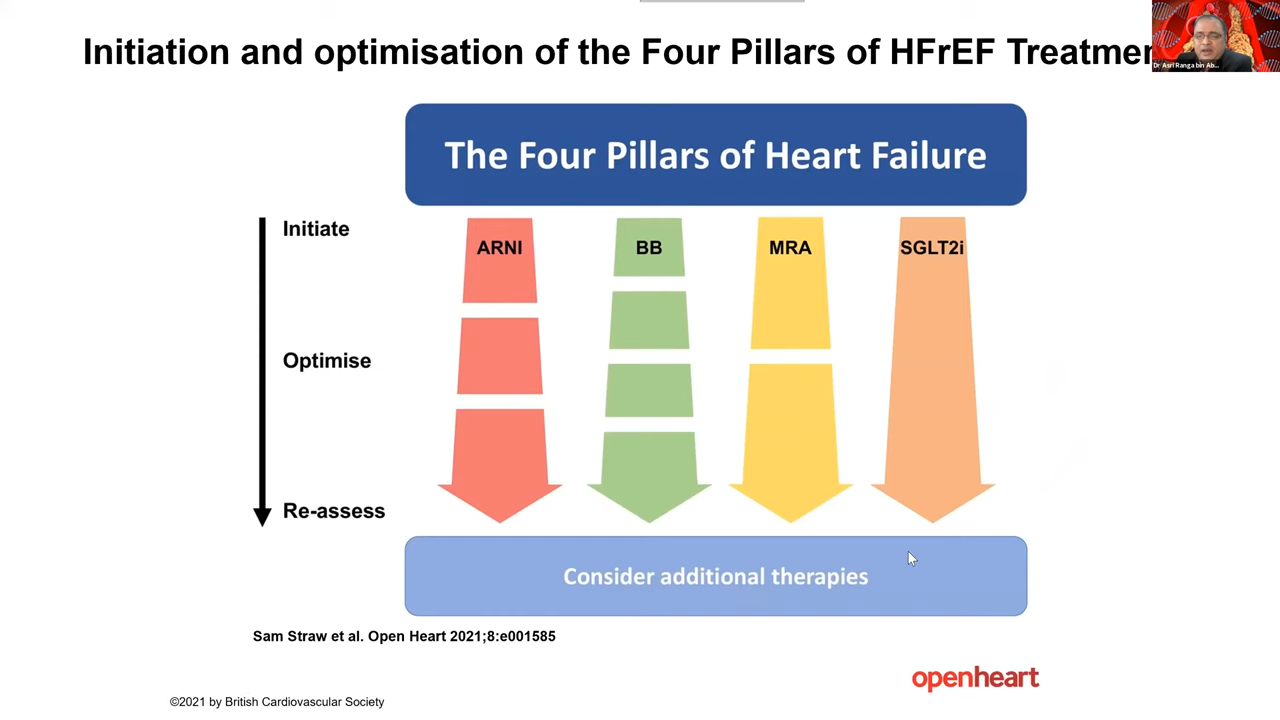 Initiation and optimisation of the Four Pillars of HFrEF Treatmen
Dr Asri Ranga bin Ab...
The Four Pillars of Heart Failure
Initiate
ARNI
BB
MRA
SGLT2i
Optimise
Re-assess
Consider additional therapies
Sam Straw et al. Open Heart 2021;8:e001585
openheart
©2021 by British Cardiovascular Society